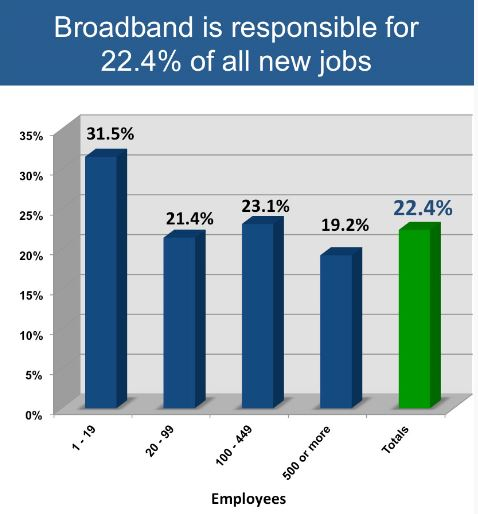 Broadband is responsible for
22.4% of all new jobs
35%
30%
25%
20%
15%
10%
5%
0%
31.5%
21.4%
23.1%
19.2%
22.4%
1 - 19
20 - 99
100 - 449
500 or more
Totals
Employees